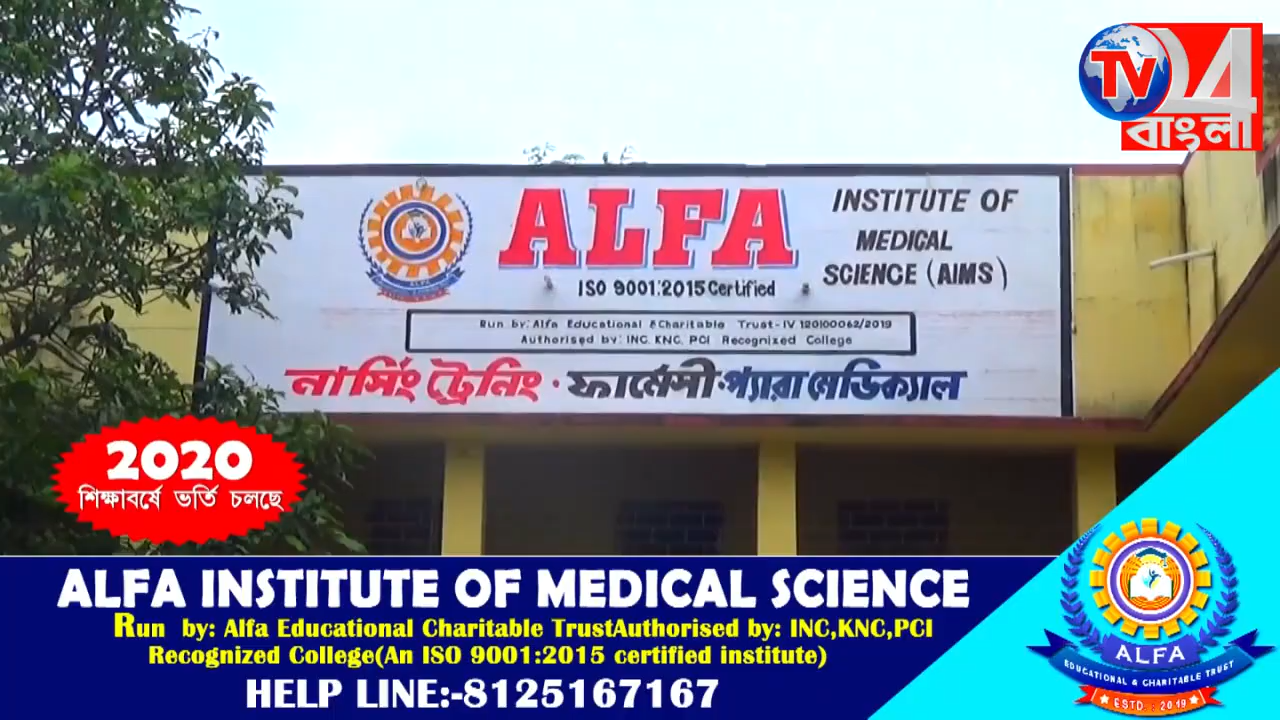 TV 04
বাংলা
ALFA
INSTITUTE OF
MEDICAL
SCIENCE (AIMS)
ISO 9001:2015 Certified
Run by: Alfa Educational & Charitable Trust-IV 120100062/2019
Authorised by: INC. KNC. PCI Recognized College
নার্সিং ট্রেনিং · ফার্মেসী · প্যারামেডিক্যাল
ALFA
2020
শিক্ষাবর্ষে ভর্তি চলছে
ALFA INSTITUTE OF MEDICAL SCIENCE
Run by: Alfa Educational Charitable TrustAuthorised by: INC,KNC,PCI
Recognized College(An ISO 9001:2015 certified institute)
HELP LINE:-8125167167
ALFA
EDUCATIONAL & CHARITABLE TRUST
ESTD : 2019